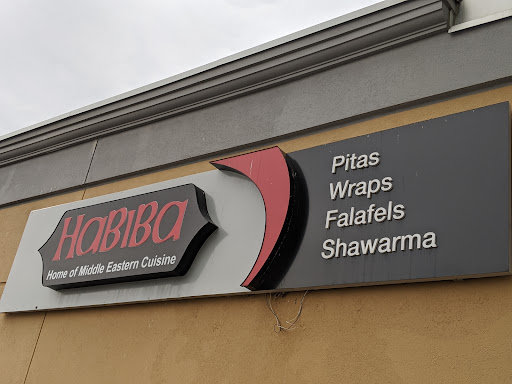 HABIBA
Home of Middle Eastern Cuisine
Pitas
Wraps
Falafels
Shawarma